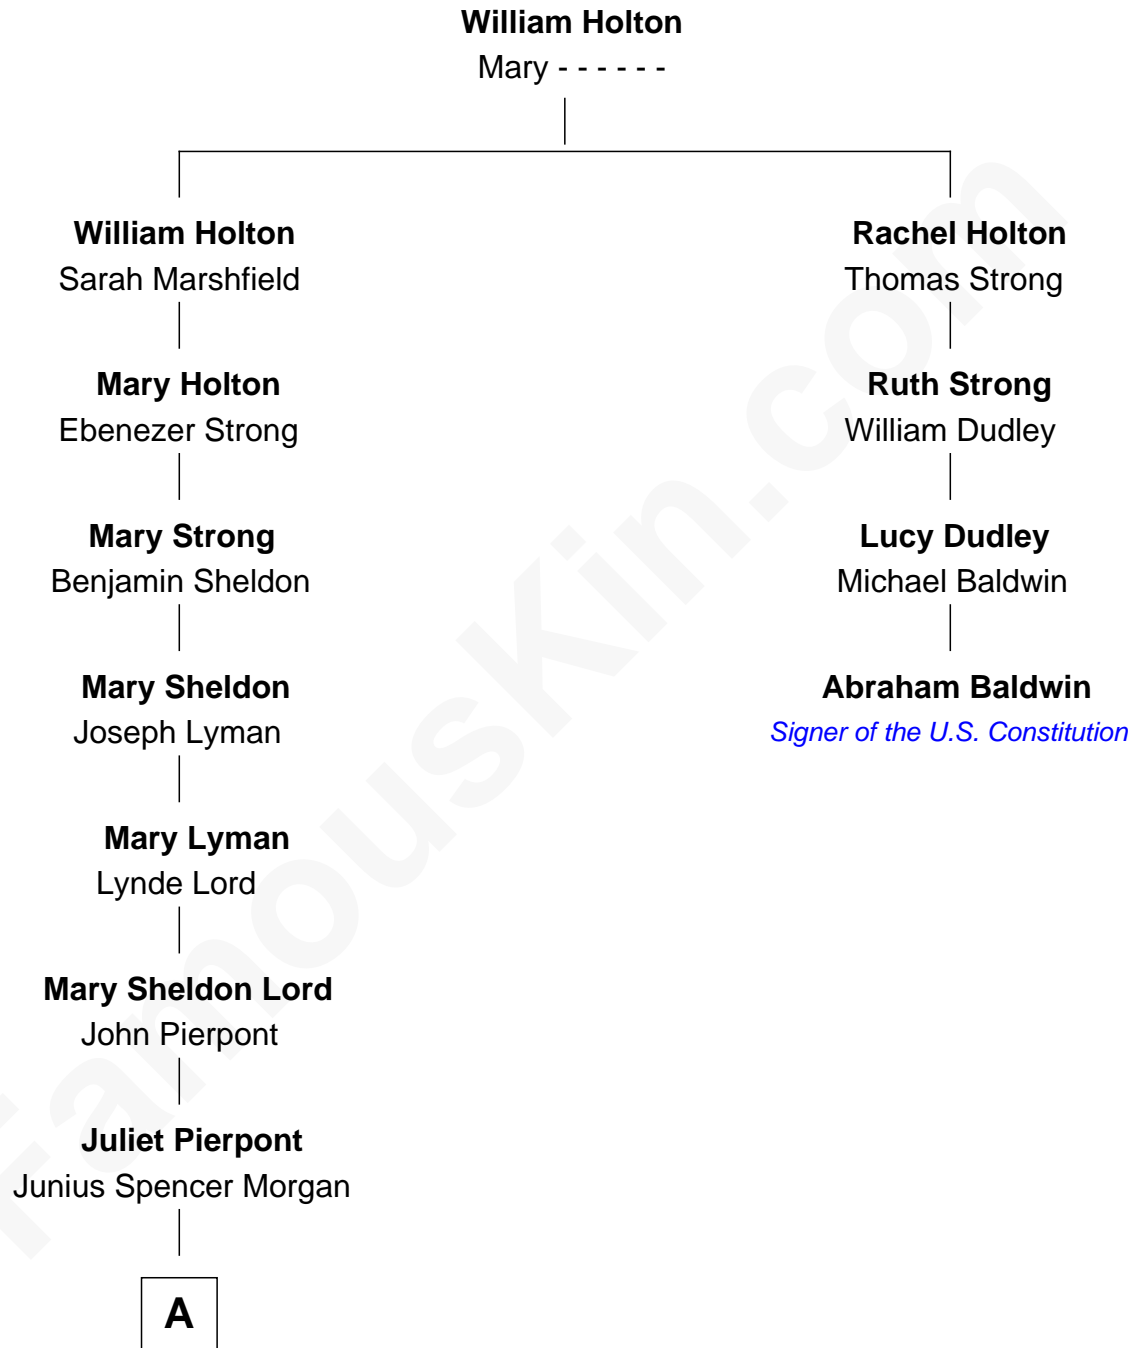 William Holton
Mary - - - - - -
William Holton
Sarah Marshfield
Rachel Holton
Thomas Strong
Mary Holton
Ebenezer Strong
Ruth Strong
William Dudley
Mary Strong
Benjamin Sheldon
Lucy Dudley
Michael Baldwin
Mary Sheldon
Joseph Lyman
Abraham Baldwin
Signer of the U.S. Constitution
Mary Lyman
Lynde Lord
Mary Sheldon Lord
John Pierpont
Juliet Pierpont
Junius Spencer Morgan
A
FamousKin.com